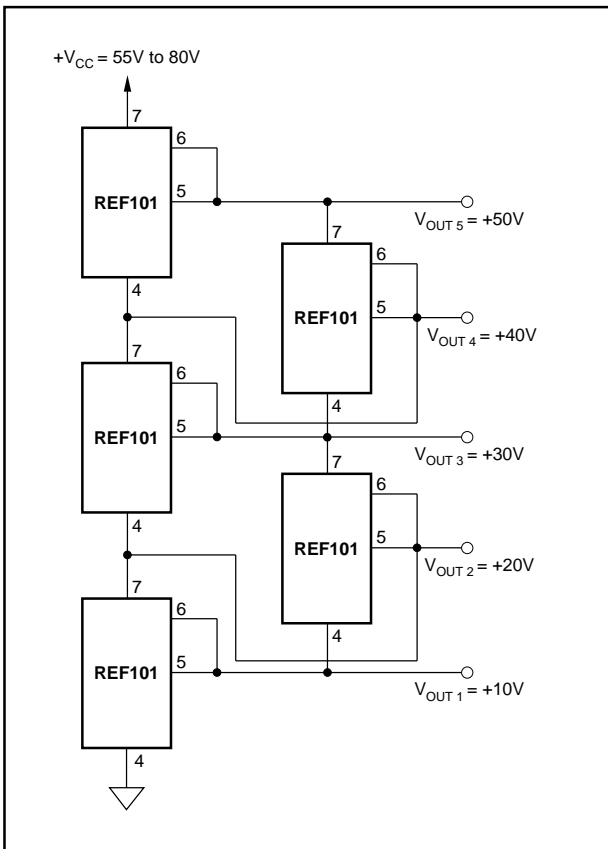 +VCC = 55V to 80V
7
6
REF101
5
VOUT 5 = +50V
7
6
4
REF101
5
VOUT 4 = +40V
7
6
4
REF101
5
VOUT 3 = +30V
7
6
4
REF101
5
VOUT 2 = +20V
7
6
4
REF101
5
VOUT 1 = +10V
4